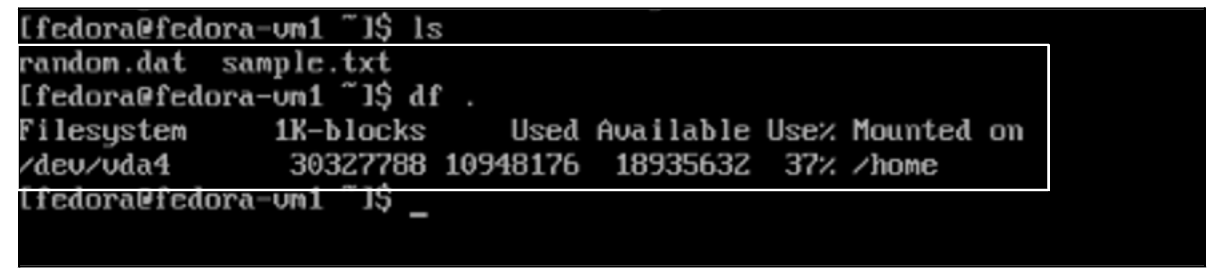 [fedora@fedora-vm1 ~]$ ls
random.dat  sample.txt
[fedora@fedora-vm1 ~]$ df .
Filesystem     1K-blocks     Used Available Use% Mounted on
/dev/vda4       30327788 10948176  18935632  37% /home
[fedora@fedora-vm1 ~]$ _